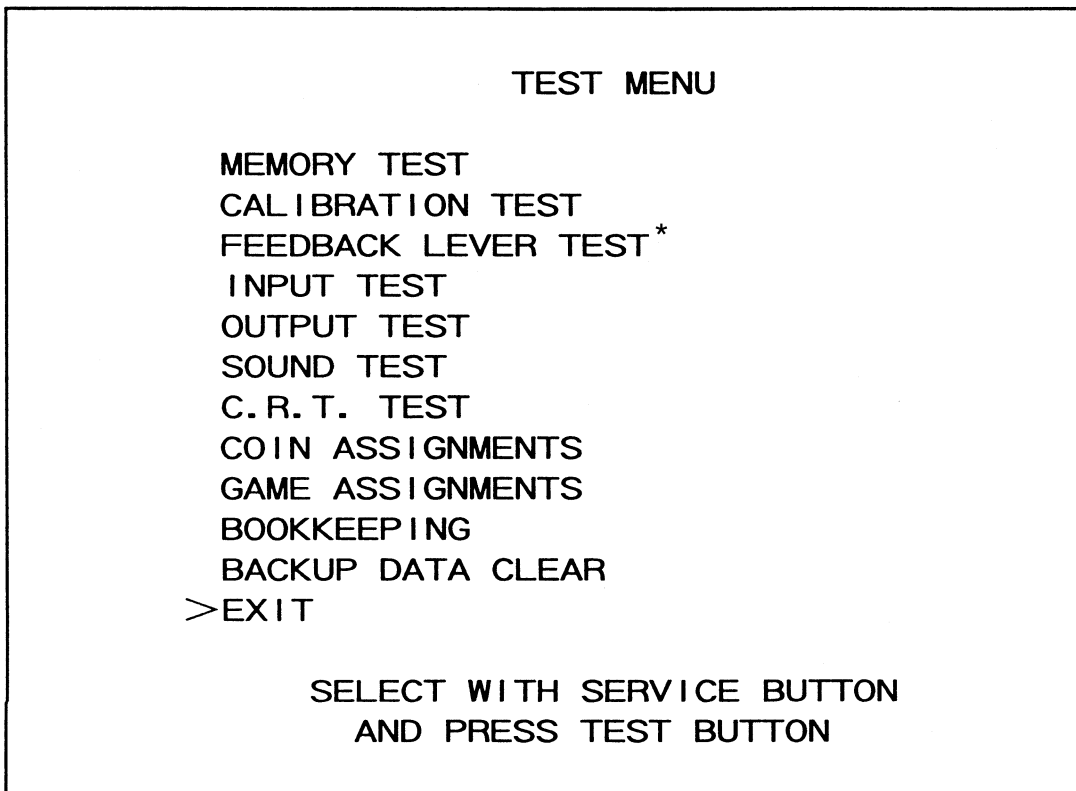 TEST MENU
MEMORY TEST
CALIBRATION TEST
FEEDBACK LEVER TEST*
INPUT TEST
OUTPUT TEST
SOUND TEST
C.R.T. TEST
COIN ASSIGNMENTS
GAME ASSIGNMENTS
BOOKKEEPING
BACKUP DATA CLEAR
>EXIT
SELECT WITH SERVICE BUTTON
AND PRESS TEST BUTTON